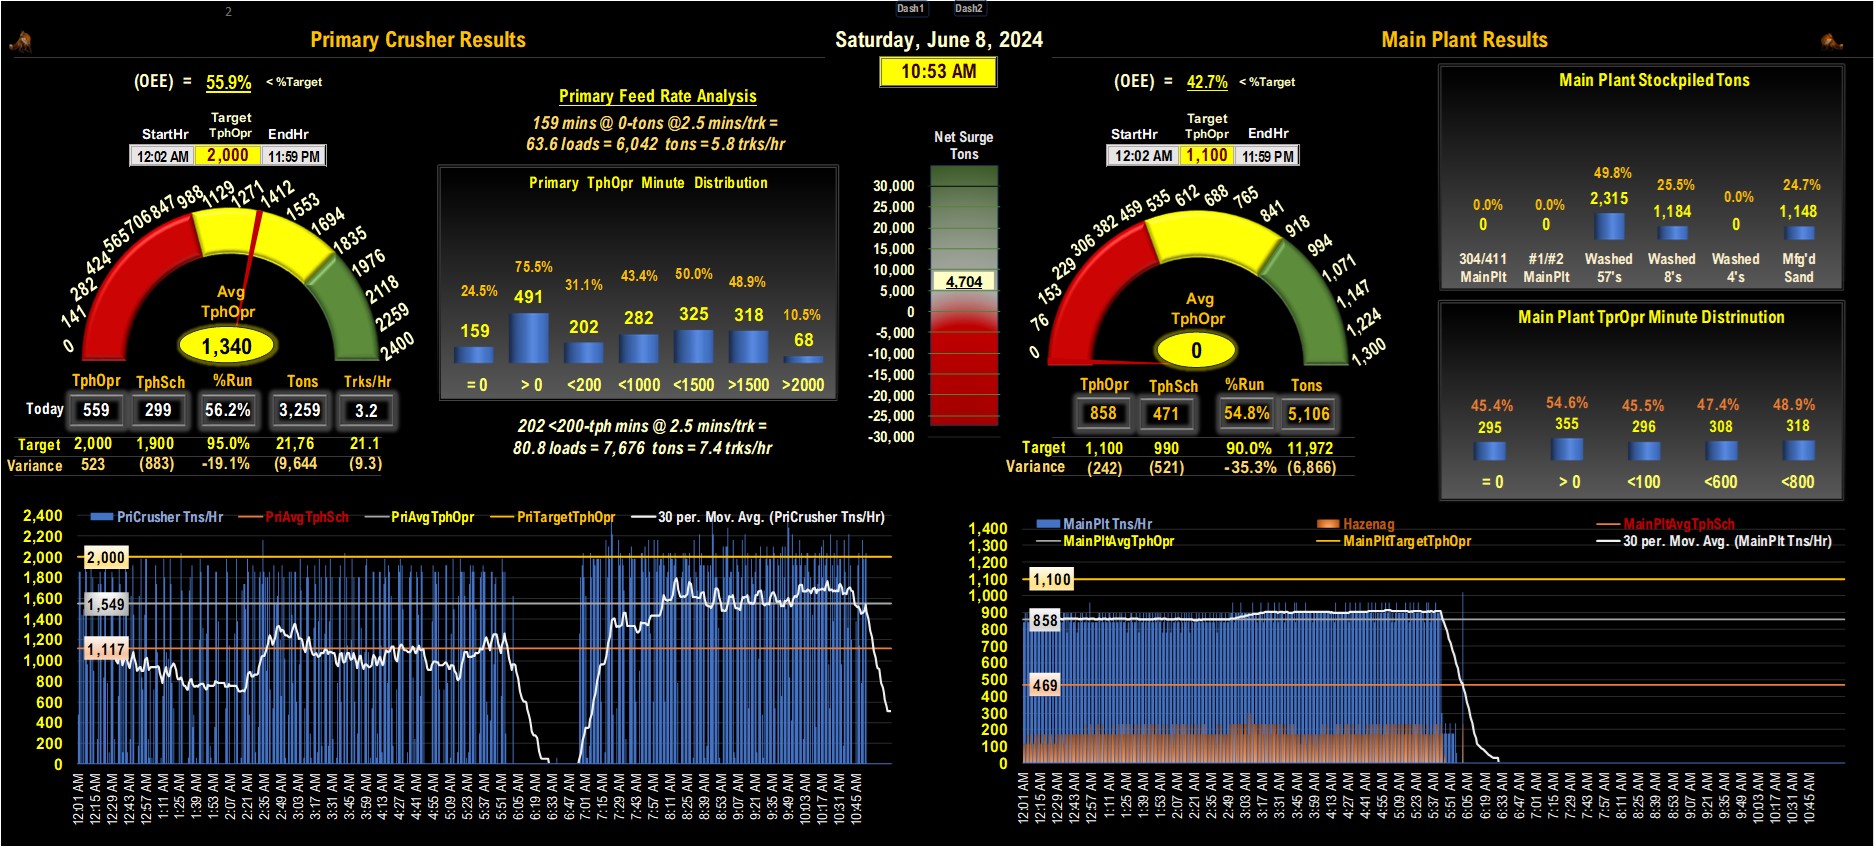 2
Dash1 Dash2
Primary Crusher Results
Saturday, June 8, 2024
Main Plant Results
10:53 AM
(OEE) = 55.9% < %Target
StartHr Target TphOpr EndHr
12:02 AM 2,000 11:59 PM
0 141 282 424 565 706 847 988 1129 1271 1412 1553 1694 1835 1976 2118 2259 2400
Avg
TphOpr
1,340
TphOpr TphSch %Run Tons Trks/Hr
Today 559 299 56.2% 3,259 3.2
Target 2,000 1,900 95.0% 21,76 21.1
Variance 523 (883) -19.1% (9,644 (9.3)
Primary Feed Rate Analysis
159 mins @ 0-tons @2.5 mins/trk =
63.6 loads = 6,042 tons = 5.8 trks/hr
Primary TphOpr Minute Distribution
24.5% 75.5% 31.1% 43.4% 50.0% 48.9% 10.5%
159 491 202 282 325 318 68
= 0 > 0 <200 <1000 <1500 >1500 >2000
202 <200-tph mins @ 2.5 mins/trk =
80.8 loads = 7,676 tons = 7.4 trks/hr
Net Surge
Tons
30,000
25,000
20,000
15,000
10,000
4,704
5,000
0
-5,000
-10,000
-15,000
-20,000
-25,000
-30,000
(OEE) = 42.7% < %Target
StartHr Target TphOpr EndHr
12:02 AM 1,100 11:59 PM
0 76 153 229 306 382 459 535 612 688 765 841 918 994 1,071 1,147 1,224 1,300
Avg
TphOpr
0
TphOpr TphSch %Run Tons
858 471 54.8% 5,106
Target 1,100 990 90.0% 11,972
Variance (242) (521) -35.3% (6,866)
Main Plant Stockpiled Tons
0.0% 0.0% 49.8% 25.5% 0.0% 24.7%
0 0 2,315 1,184 0 1,148
304/411 #1/#2 Washed Washed Washed Mfg'd
MainPlt MainPlt 57's 8's 4's Sand
Main Plant TprOpr Minute Distrinution
45.4% 54.6% 45.5% 47.4% 48.9%
295 355 296 308 318
= 0 > 0 <100 <600 <800
PriCrusher Tns/Hr PriAvgTphSch PriAvgTphOpr PriTargetTphOpr 30 per. Mov. Avg. (PriCrusher Tns/Hr)
2,400
2,200
2,000
1,800
1,600
1,400
1,200
1,000
800
600
400
200
0
2,000
1,549
1,117
12:01 AM 12:15 AM 12:29 AM 12:43 AM 12:57 AM 1:11 AM 1:25 AM 1:39 AM 1:53 AM 2:07 AM 2:21 AM 2:35 AM 2:49 AM 3:03 AM 3:17 AM 3:31 AM 3:45 AM 3:59 AM 4:13 AM 4:27 AM 4:41 AM 4:55 AM 5:09 AM 5:23 AM 5:37 AM 5:51 AM 6:05 AM 6:19 AM 6:33 AM 6:47 AM 7:01 AM 7:15 AM 7:29 AM 7:43 AM 7:57 AM 8:11 AM 8:25 AM 8:39 AM 8:53 AM 9:07 AM 9:21 AM 9:35 AM 9:49 AM 10:03 AM 10:17 AM 10:31 AM 10:45 AM
MainPlt Tns/Hr Hazenag MainPltAvgTphSch
MainPltAvgTphOpr MainPltTargetTphOpr 30 per. Mov. Avg. (MainPlt Tns/Hr)
1,400
1,300
1,200
1,100
1,000
900
800
700
600
500
400
300
200
100
0
1,100
858
469
12:01 AM 12:15 AM 12:29 AM 12:43 AM 12:57 AM 1:11 AM 1:25 AM 1:39 AM 1:53 AM 2:07 AM 2:21 AM 2:35 AM 2:49 AM 3:03 AM 3:17 AM 3:31 AM 3:45 AM 3:59 AM 4:13 AM 4:27 AM 4:41 AM 4:55 AM 5:09 AM 5:23 AM 5:37 AM 5:51 AM 6:05 AM 6:19 AM 6:33 AM 6:47 AM 7:01 AM 7:15 AM 7:29 AM 7:43 AM 7:57 AM 8:11 AM 8:25 AM 8:39 AM 8:53 AM 9:07 AM 9:21 AM 9:35 AM 9:49 AM 10:03 AM 10:17 AM 10:31 AM 10:45 AM